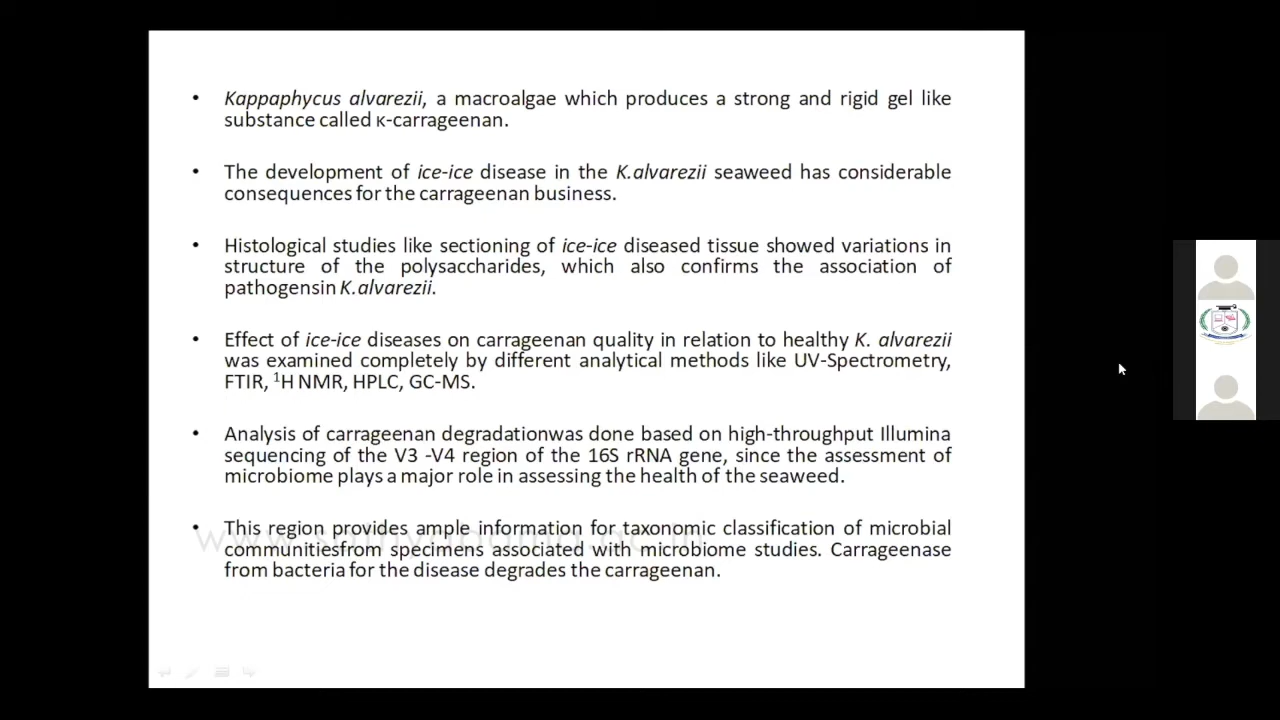 • Kappaphycus alvarezii, a macroalgae which produces a strong and rigid gel like
substance called κ-carrageenan.
• The development of ice-ice disease in the K.alvarezii seaweed has considerable
consequences for the carrageenan business.
• Histological studies like sectioning of ice-ice diseased tissue showed variations in
structure of the polysaccharides, which also confirms the association of
pathogensin K.alvarezii.
• Effect of ice-ice diseases on carrageenan quality in relation to healthy K. alvarezii
was examined completely by different analytical methods like UV-Spectrometry,
FTIR, ¹H NMR, HPLC, GC-MS.
• Analysis of carrageenan degradationwas done based on high-throughput Illumina
sequencing of the V3 -V4 region of the 16S rRNA gene, since the assessment of
microbiome plays a major role in assessing the health of the seaweed.
• This region provides ample information for taxonomic classification of microbial
communitiesfrom specimens associated with microbiome studies. Carrageenase
from bacteria for the disease degrades the carrageenan.